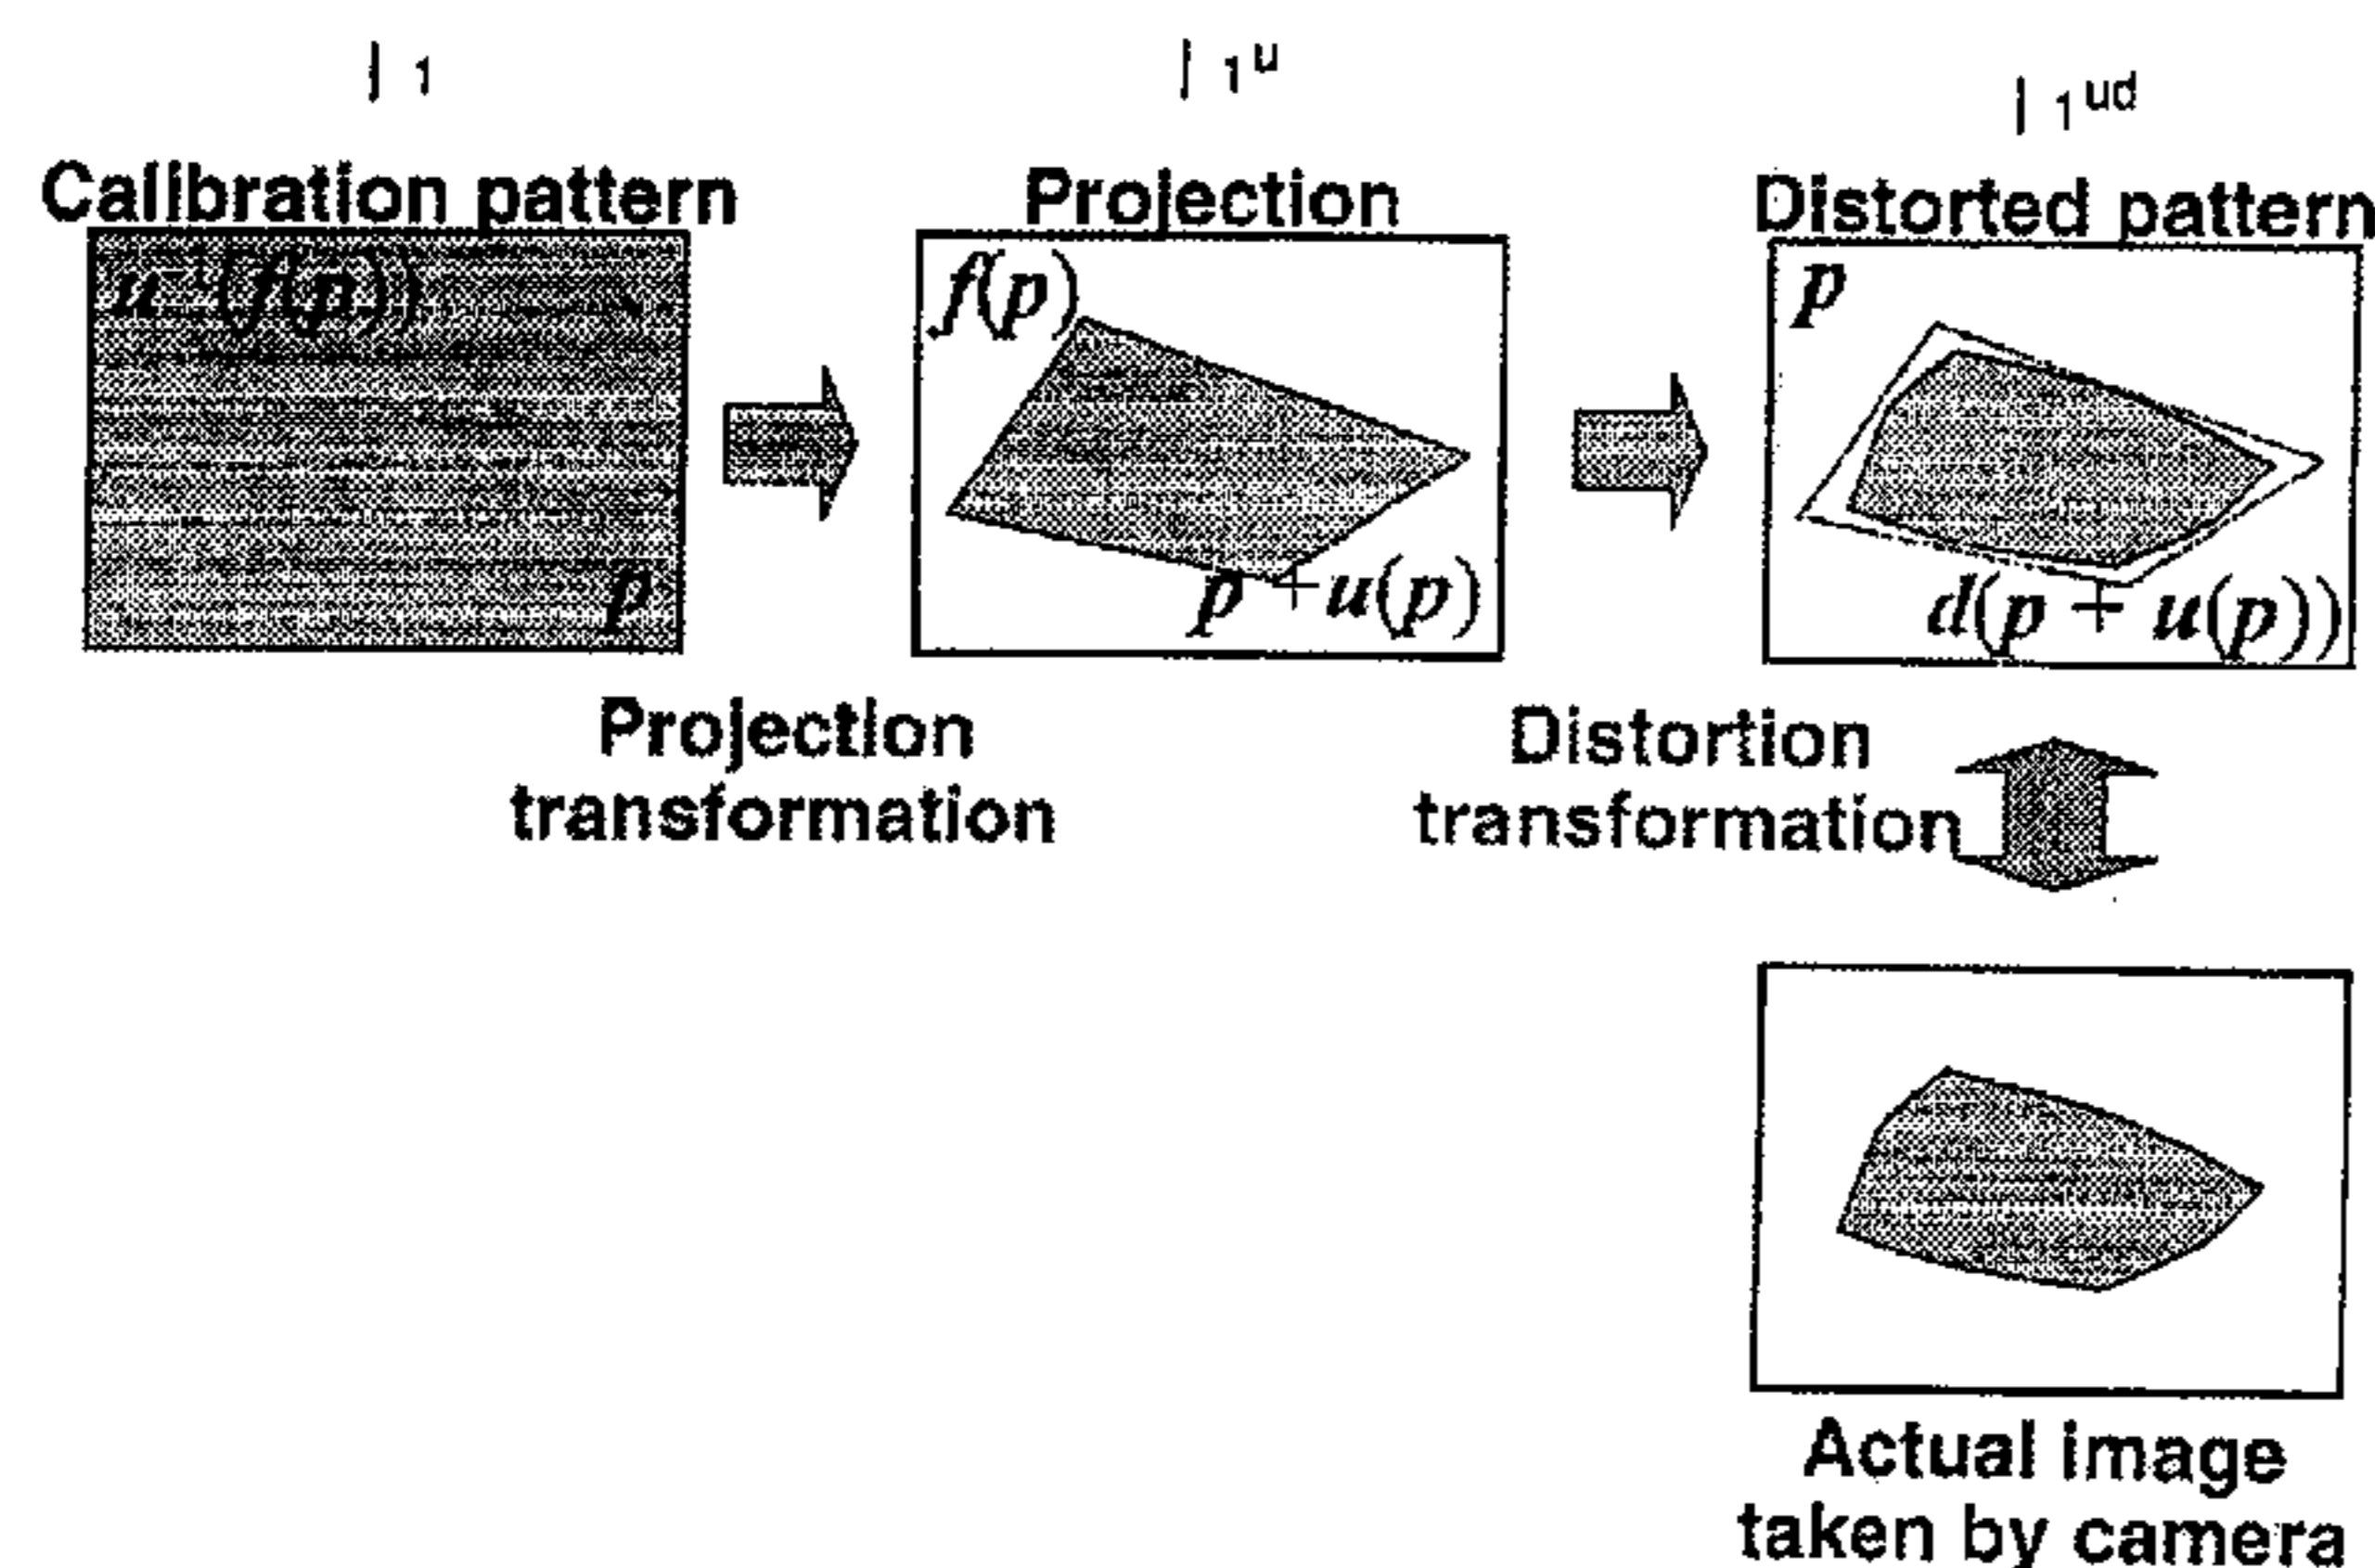 I 1
I 1^u
I 1^ud
Calibration pattern
Projection
Distorted pattern
u^-1(f(p))
f(p)
p
p
p + u(p)
d(p + u(p))
Projection
transformation
Distortion
transformation
Actual image
taken by camera